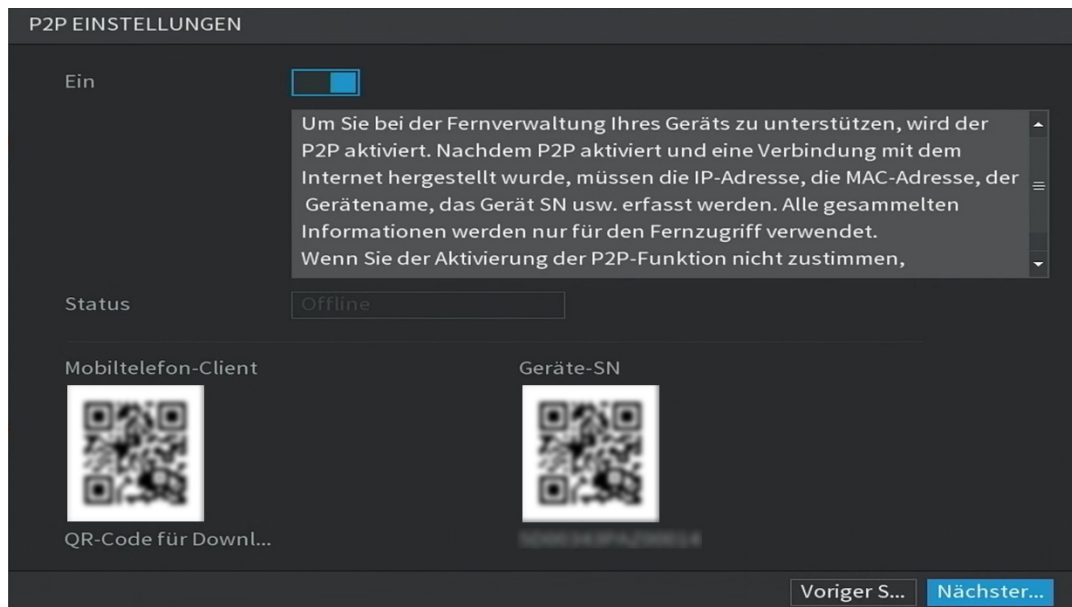 P2P EINSTELLUNGEN
Ein
Um Sie bei der Fernverwaltung Ihres Geräts zu unterstützen, wird der
P2P aktiviert. Nachdem P2P aktiviert und eine Verbindung mit dem
Internet hergestellt wurde, müssen die IP-Adresse, die MAC-Adresse, der
Gerätename, das Gerät SN usw. erfasst werden. Alle gesammelten
Informationen werden nur für den Fernzugriff verwendet.
Wenn Sie der Aktivierung der P2P-Funktion nicht zustimmen,
Status
Offline
Mobiltelefon-Client
Geräte-SN
QR-Code für Downl...
Voriger S...
Nächster...